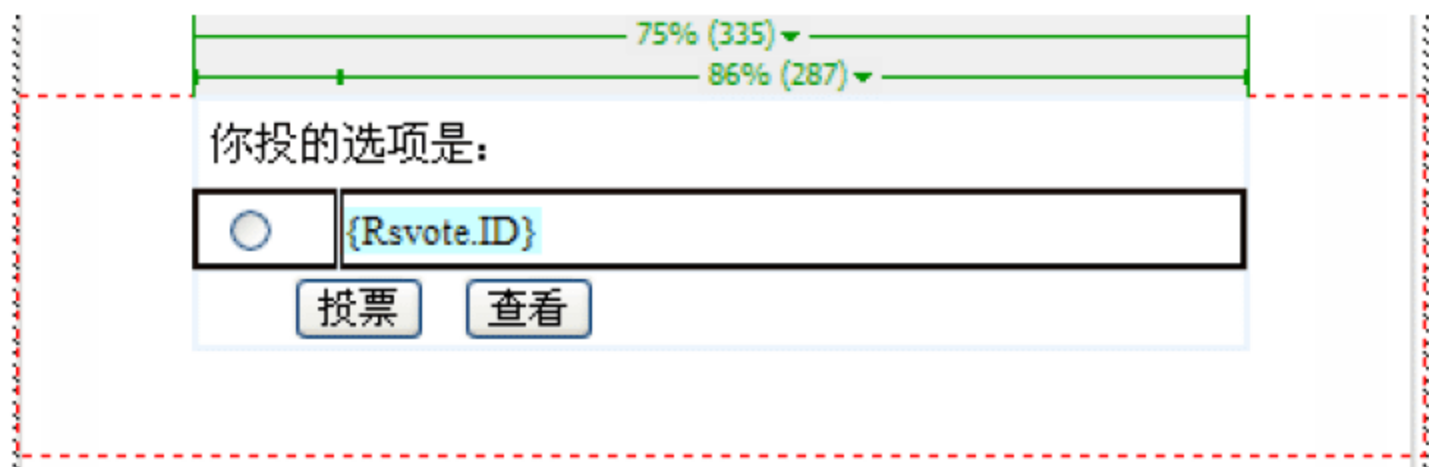 75% (335)
86% (287)
你投的选项是：
{Rsvote.ID}
投票 查看